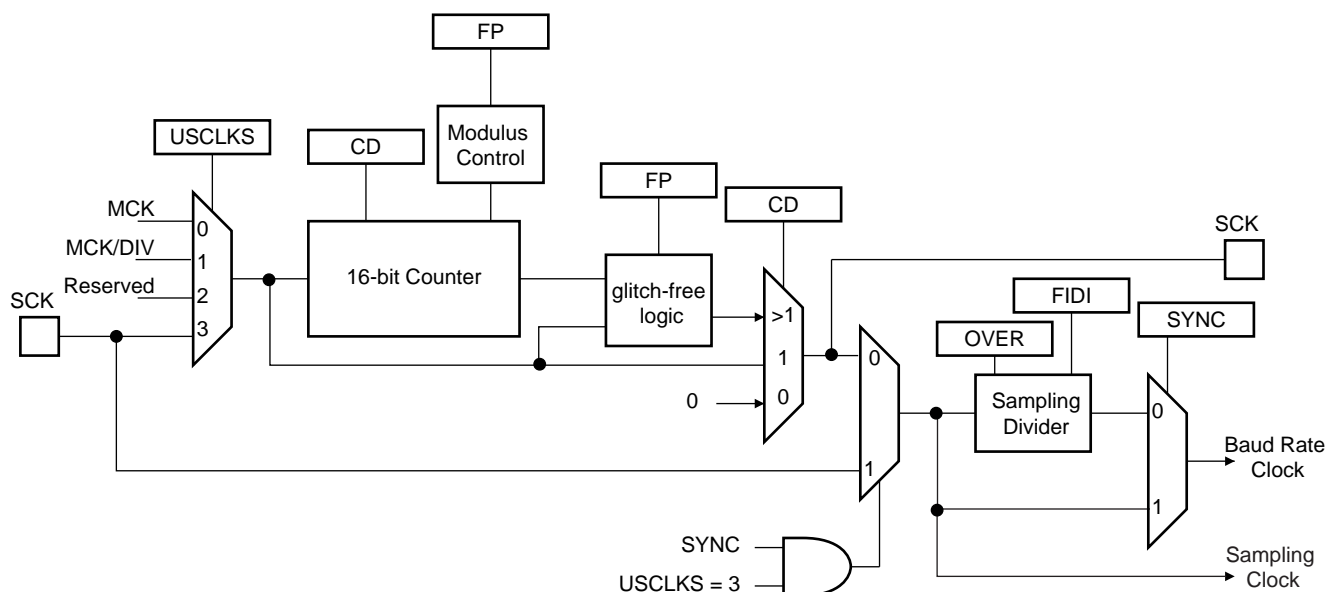 FP
USCLKS
CD
Modulus
Control
FP
CD
MCK
0
SCK
MCK/DIV
1
16-bit Counter
Reserved
2
glitch-free
logic
FIDI
SCK
3
>1
SYNC
OVER
1
0
0
0
Sampling
Divider
0
1
Baud Rate
Clock
1
SYNC
Sampling
Clock
USCLKS = 3